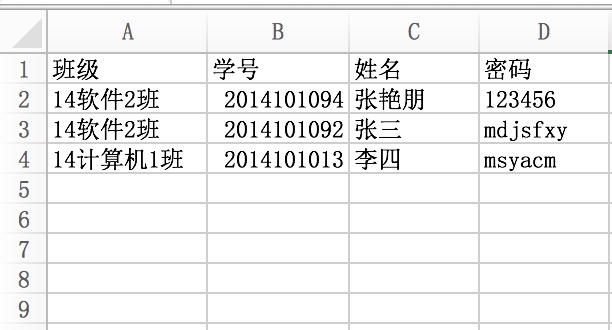 A B C D
1 班级 学号 姓名 密码
2 14软件2班 2014101094 张艳朋 123456
3 14软件2班 2014101092 张三 mdjsfxy
4 14计算机1班 2014101013 李四 msyacm
5
6
7
8
9